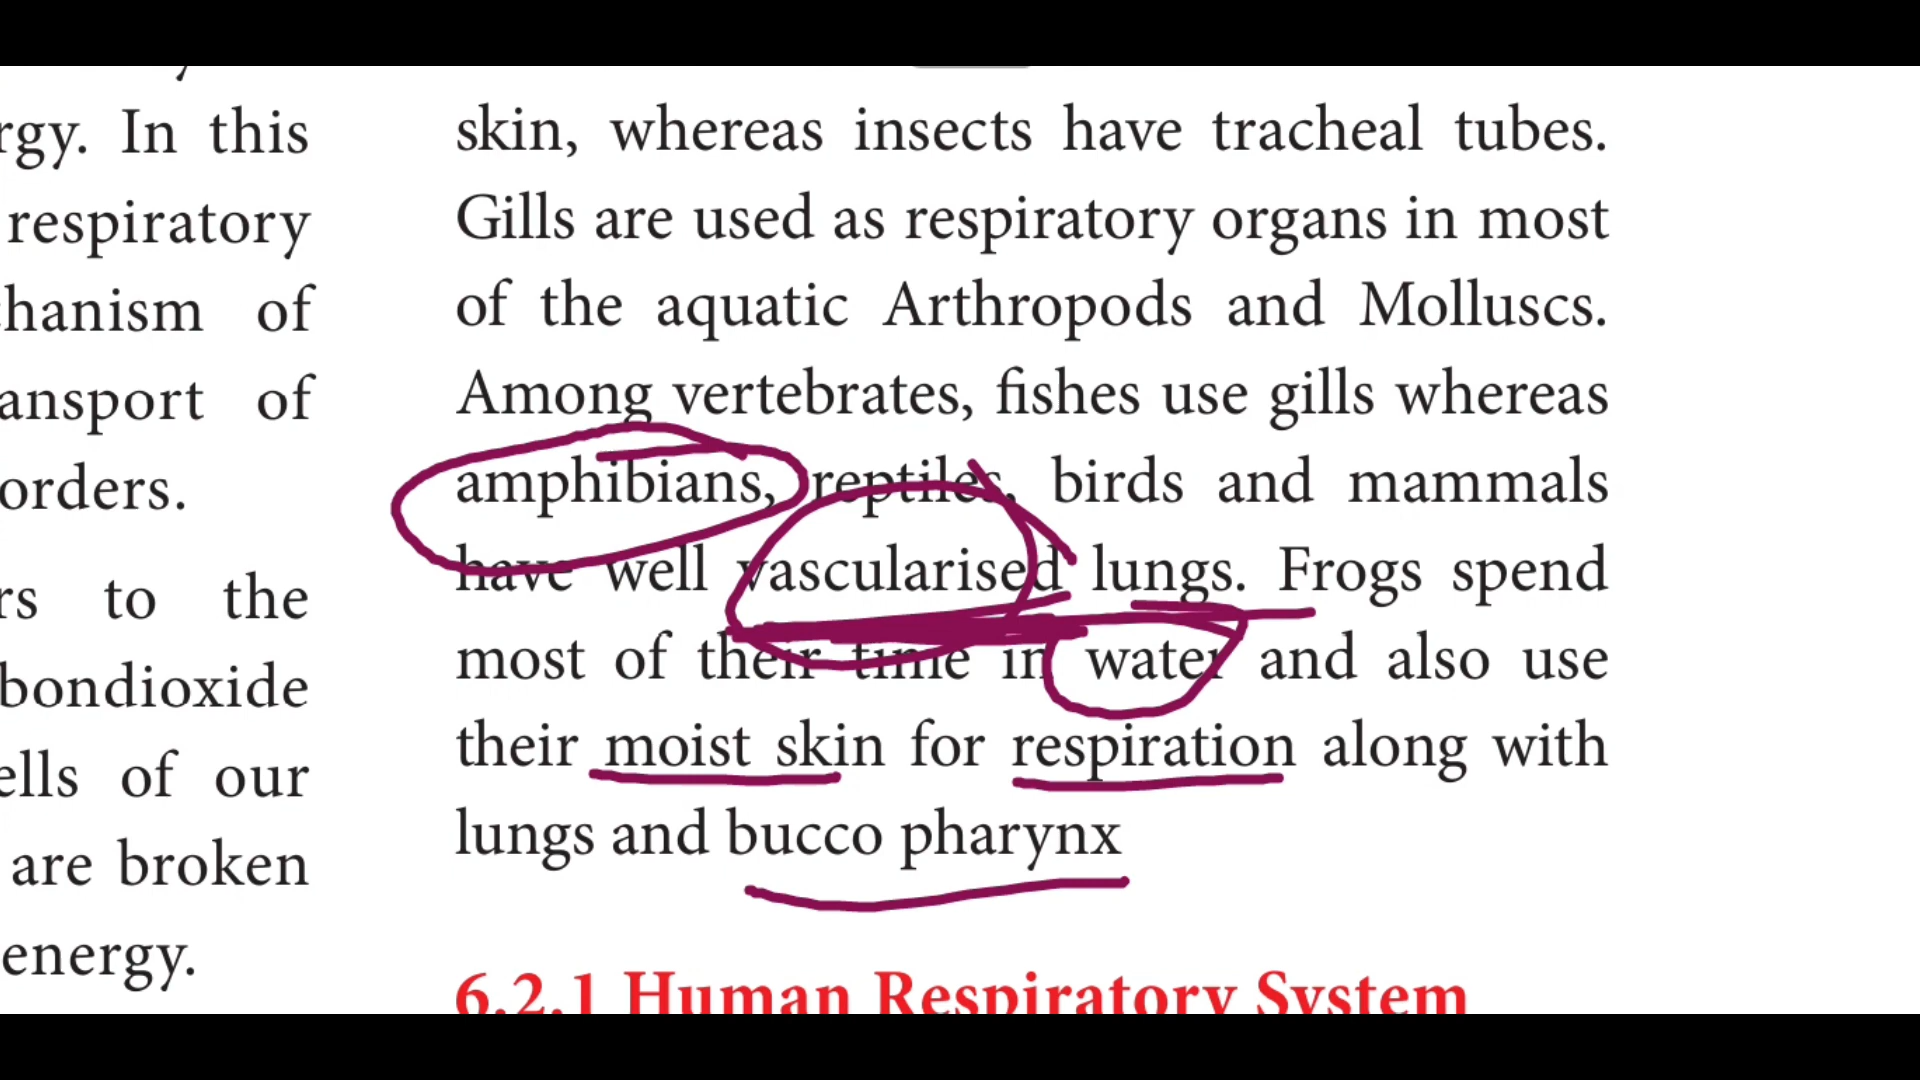 rgy. In this
respiratory
hanism of
ansport of
orders.
rs to the
bondioxide
ells of our
are broken
energy.
skin, whereas insects have tracheal tubes.
Gills are used as respiratory organs in most
of the aquatic Arthropods and Molluscs.
Among vertebrates, fishes use gills whereas
amphibians, reptiles, birds and mammals
have well vascularised lungs. Frogs spend
most of their time in water and also use
their moist skin for respiration along with
lungs and bucco pharynx
6.2.1 Human Respiratory System